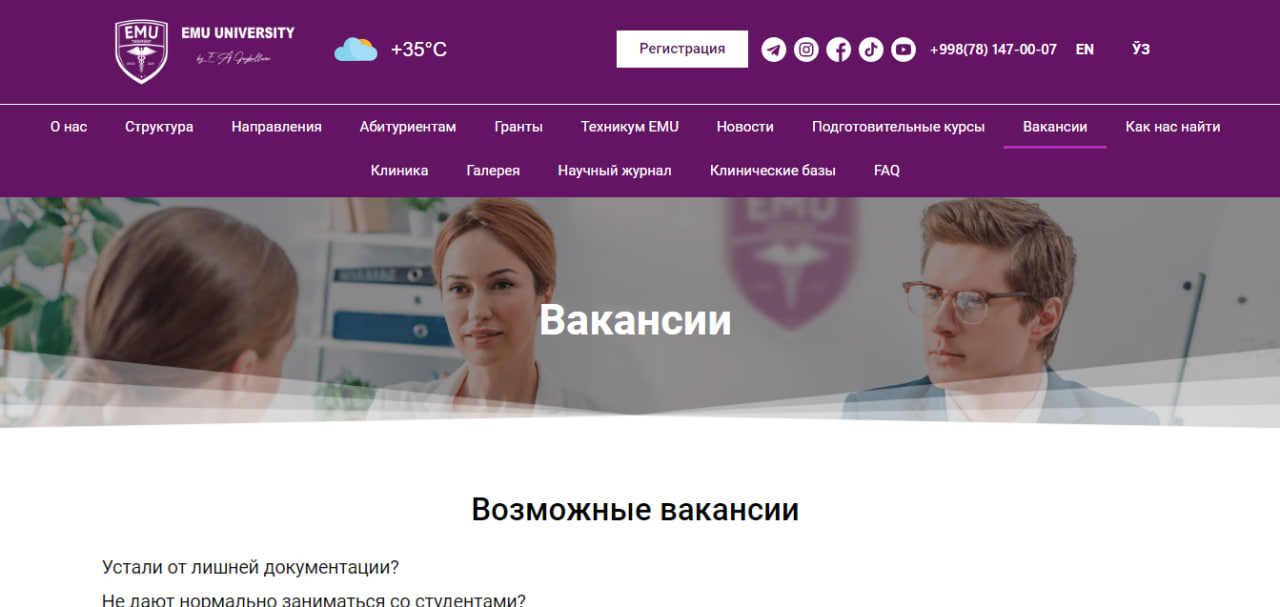 EMU
EMU UNIVERSITY
+35°C
Регистрация
+998(78) 147-00-07
EN
ЎЗ
О нас
Структура
Направления
Абитуриентам
Гранты
Техникум EMU
Новости
Подготовительные курсы
Вакансии
Как нас найти
Клиника
Галерея
Научный журнал
Клинические базы
FAQ
EMU
Вакансии
Возможные вакансии
Устали от лишней документации?
Не дают нормально заниматься со студентами?